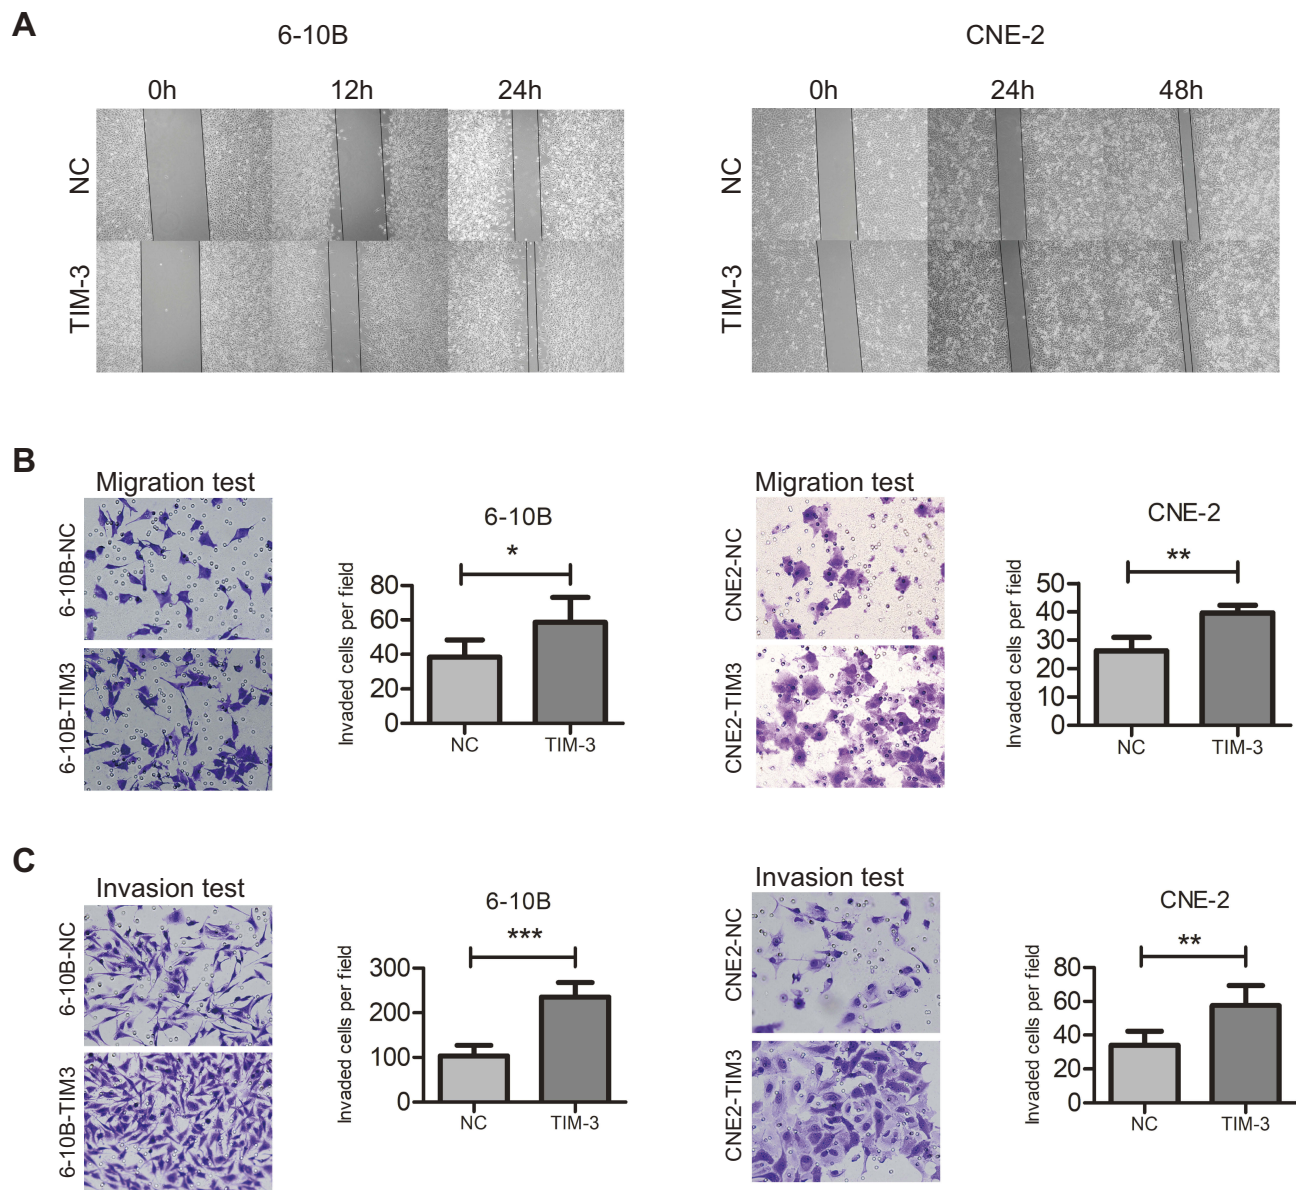 A
6-10B
CNE-2
0h
12h
24h
0h
24h
48h
NC
TIM-3
NC
TIM-3
B
Migration test
6-10B-NC
6-10B-TIM3
6-10B
*
Invaded cells per field
80
60
40
20
0
NC
TIM-3
Migration test
CNE2-NC
CNE2-TIM3
CNE-2
**
Invaded cells per field
50
40
30
20
10
0
NC
TIM-3
C
Invasion test
6-10B-NC
6-10B-TIM3
6-10B
***
Invaded cells per field
300
200
100
0
NC
TIM-3
Invasion test
CNE2-NC
CNE2-TIM3
CNE-2
**
Invaded cells per field
80
60
40
20
0
NC
TIM-3